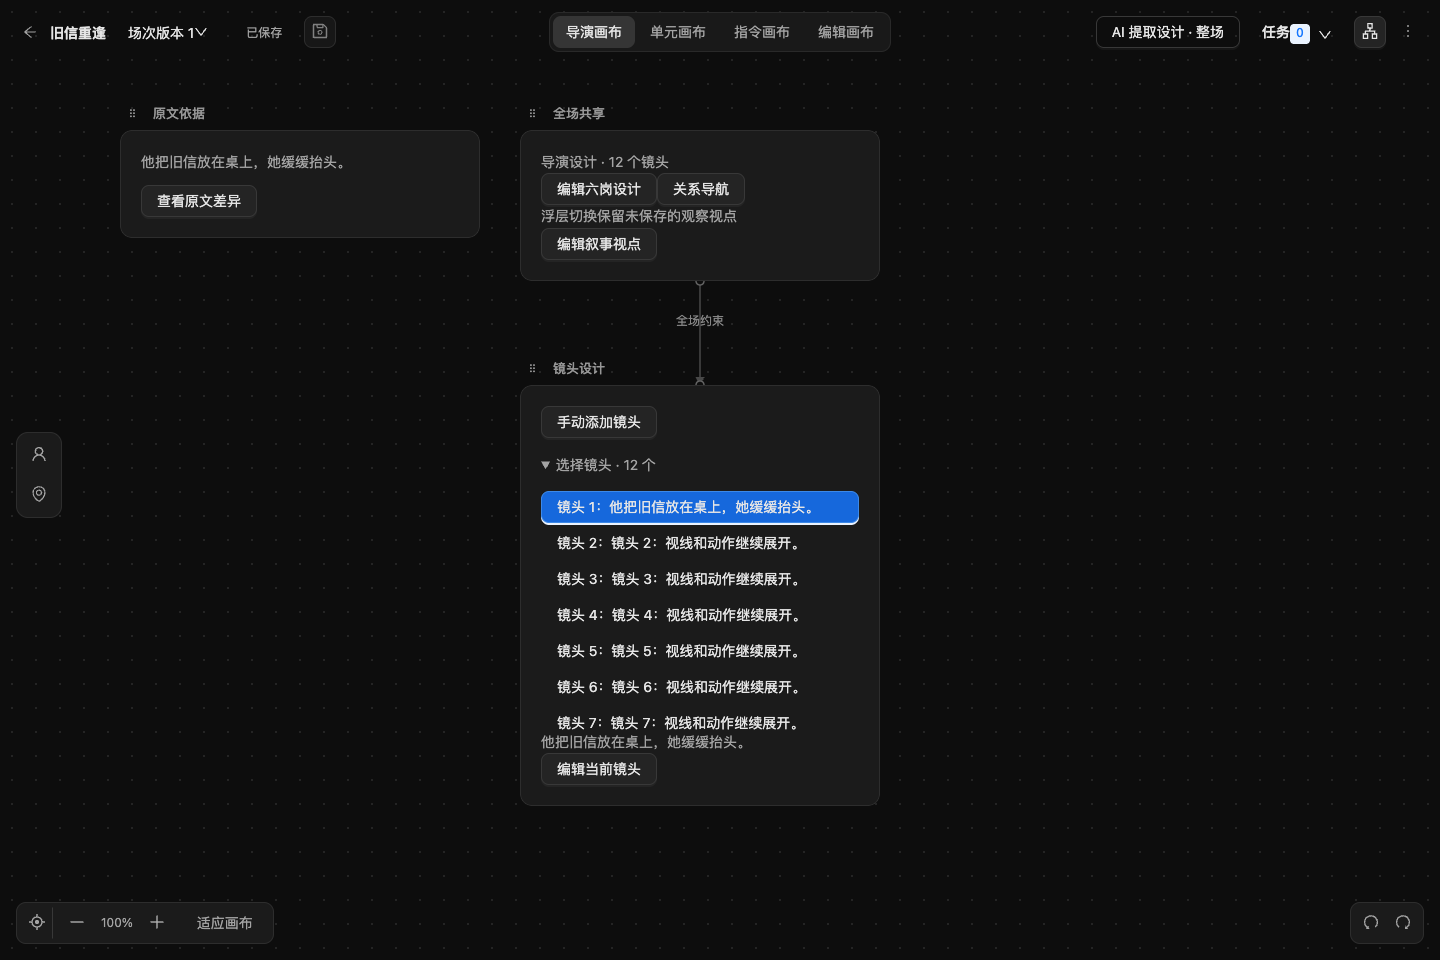 旧信重逢 场次版本 1 已保存 导演画布 单元画布 指令画布 编辑画布 AI 提取设计 · 整场 任务 0
原文依据
他把旧信放在桌上，她缓缓抬头。
查看原文差异
全场共享
导演设计 · 12 个镜头
编辑六岗设计 关系导航
浮层切换保留未保存的观察视点
编辑叙事视点
全场约束
镜头设计
手动添加镜头
▼ 选择镜头 · 12 个
镜头 1：他把旧信放在桌上，她缓缓抬头。
镜头 2：镜头 2：视线和动作继续展开。
镜头 3：镜头 3：视线和动作继续展开。
镜头 4：镜头 4：视线和动作继续展开。
镜头 5：镜头 5：视线和动作继续展开。
镜头 6：镜头 6：视线和动作继续展开。
镜头 7：镜头 7：视线和动作继续展开。
他把旧信放在桌上，她缓缓抬头。
编辑当前镜头
100% 适应画布